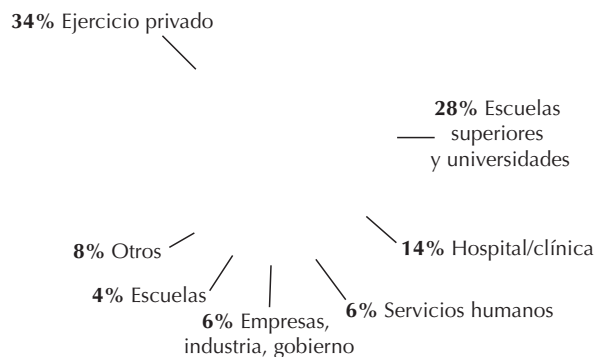 34% Ejercicio privado
28% Escuelas
superiores
y universidades
14% Hospital/clínica
6% Servicios humanos
6% Empresas,
industria, gobierno
4% Escuelas
8% Otros